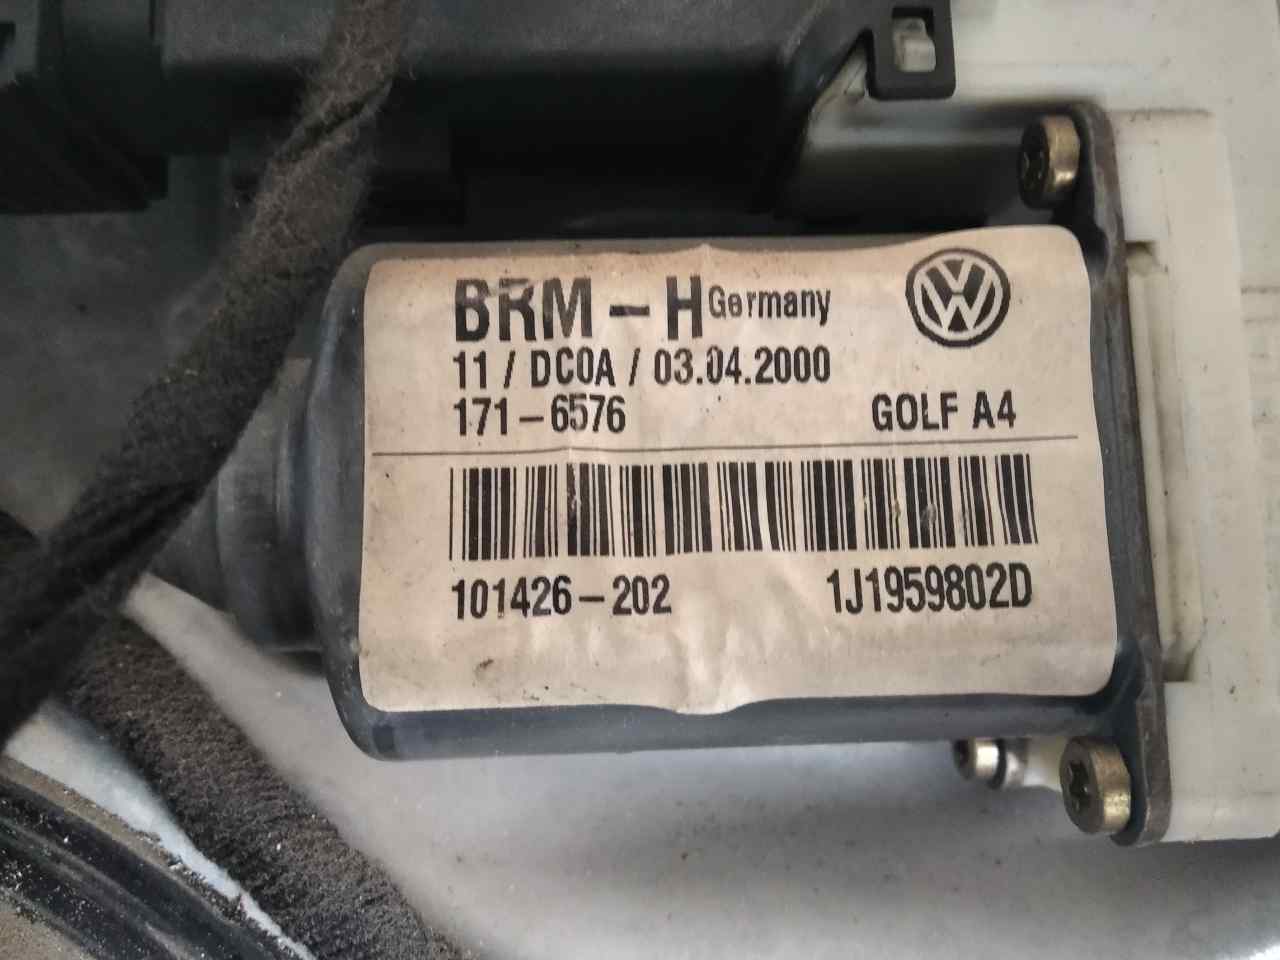 BRM-H Germany
11/DC0A/03.04.2000
171-6576 GOLF A4
101426-202 1J1959802D